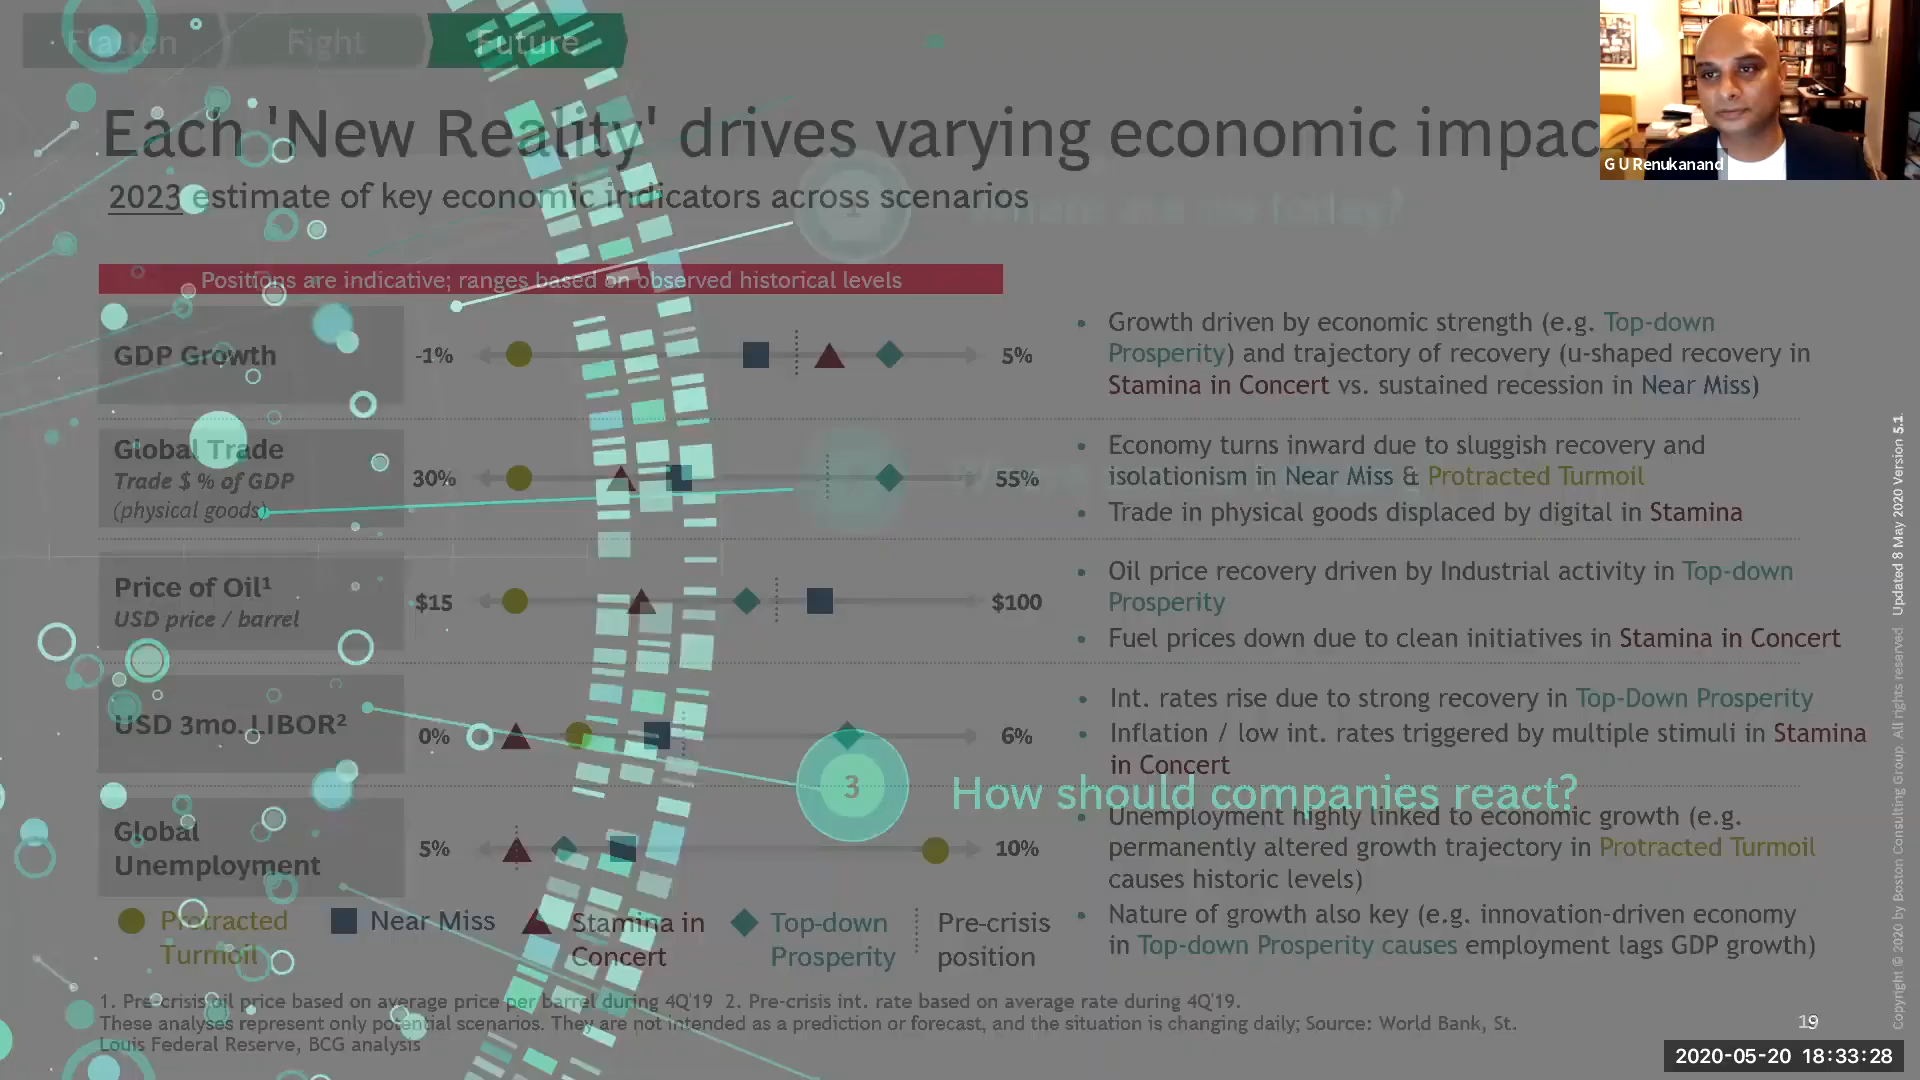 Flatten
Fight
Future
Each 'New Reality' drives varying economic impac
2023 estimate of key economic indicators across scenarios
1
Positions are indicative; ranges based on observed historical levels
GDP Growth
-1%
5%
Growth driven by economic strength (e.g. Top-down
Prosperity) and trajectory of recovery (u-shaped recovery in
Stamina in Concert vs. sustained recession in Near Miss)
Global Trade
Trade $ % of GDP
(physical goods)
30%
55%
Economy turns inward due to sluggish recovery and
isolationism in Near Miss & Protracted Turmoil
Trade in physical goods displaced by digital in Stamina
Price of Oil¹
USD price / barrel
$15
$100
Oil price recovery driven by Industrial activity in Top-down
Prosperity
Fuel prices down due to clean initiatives in Stamina in Concert
USD 3mo. LIBOR²
0%
6%
Int. rates rise due to strong recovery in Top-Down Prosperity
Inflation / low int. rates triggered by multiple stimuli in Stamina
in Concert
3
How should companies react?
Global
Unemployment
5%
10%
Unemployment highly linked to economic growth (e.g.
permanently altered growth trajectory in Protracted Turmoil
causes historic levels)
Nature of growth also key (e.g. innovation-driven economy
in Top-down Prosperity causes employment lags GDP growth)
Protracted
Turmoil
Near Miss
Stamina in
Concert
Top-down
Prosperity
Pre-crisis
position
1. Pre-crisis oil price based on average price per barrel during 4Q'19 2. Pre-crisis int. rate based on average rate during 4Q'19.
These analyses represent only potential scenarios. They are not intended as a prediction or forecast, and the situation is changing daily; Source: World Bank, St.
Louis Federal Reserve, BCG analysis
Copyright © 2020 by Boston Consulting Group. All rights reserved. Updated 8 May 2020 Version 5.1.
G U Renukanand
2020-05-20 18:33:28